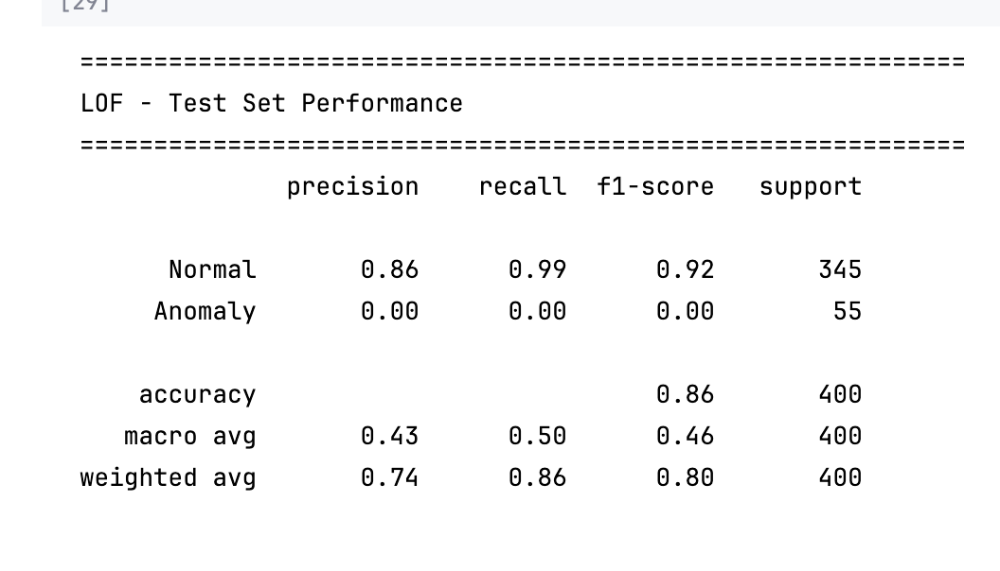 [29]
============================================================
LOF - Test Set Performance
============================================================
              precision    recall  f1-score   support

      Normal       0.86      0.99      0.92       345
     Anomaly       0.00      0.00      0.00        55

    accuracy                           0.86       400
   macro avg       0.43      0.50      0.46       400
weighted avg       0.74      0.86      0.80       400